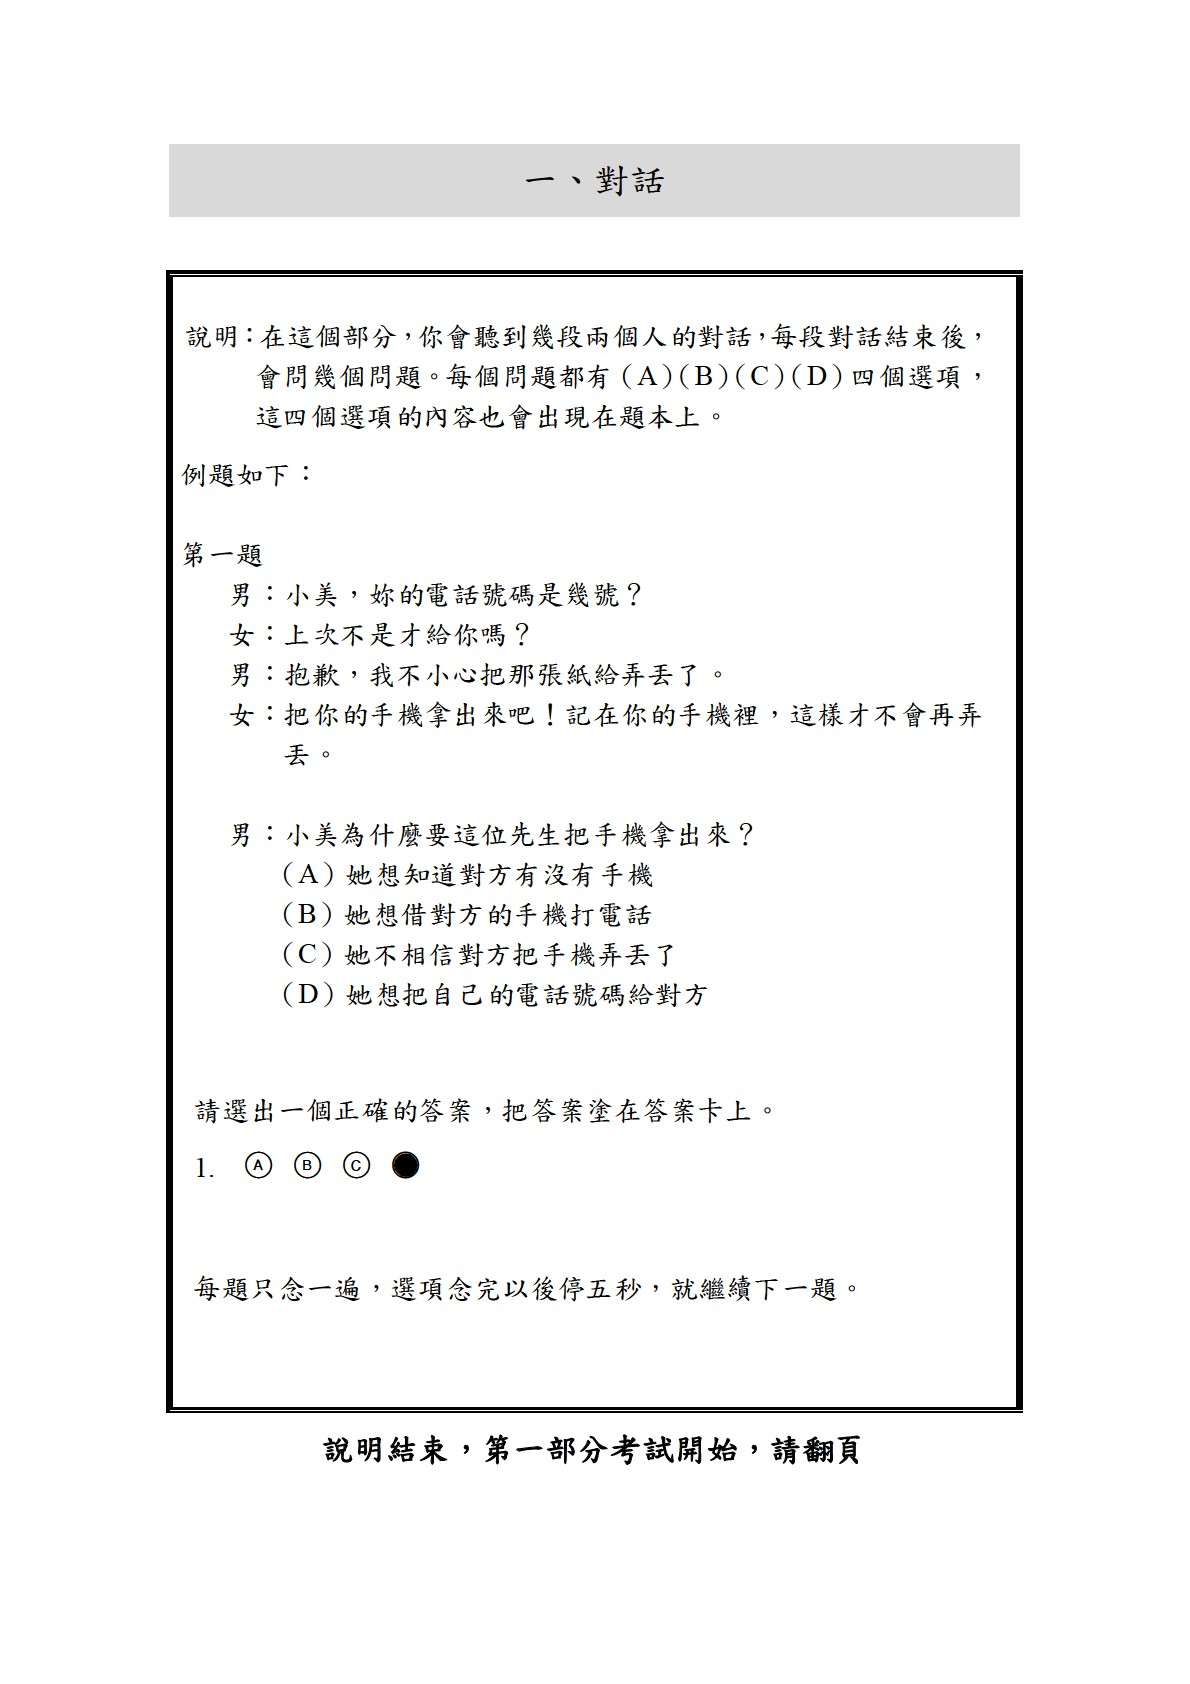 一、對話
說明：在這個部分，你會聽到幾段兩個人的對話，每段對話結束後，
會問幾個問題。每個問題都有（A）（B）（C）（D）四個選項，
這四個選項的內容也會出現在題本上。
例題如下：
第一題
男：小美，妳的電話號碼是幾號？
女：上次不是才給你嗎？
男：抱歉，我不小心把那張紙給弄丟了。
女：把你的手機拿出來吧！記在你的手機裡，這樣才不會再弄
丟。
男：小美為什麼要這位先生把手機拿出來？
（A）她想知道對方有沒有手機
（B）她想借對方的手機打電話
（C）她不相信對方把手機弄丟了
（D）她想把自己的電話號碼給對方
請選出一個正確的答案，把答案塗在答案卡上。
1. Ⓐ Ⓑ Ⓒ ●
每題只念一遍，選項念完以後停五秒，就繼續下一題。
說明結束，第一部分考試開始，請翻頁